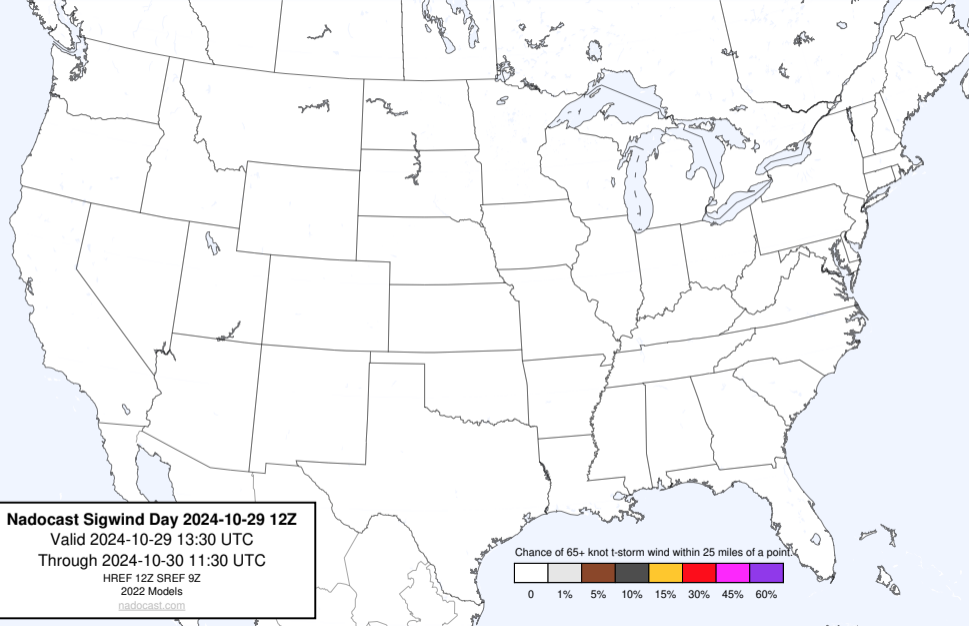 Nadocast Sigwind Day 2024-10-29 12Z
Valid 2024-10-29 13:30 UTC
Through 2024-10-30 11:30 UTC
HREF 12Z SREF 9Z
2022 Models
nadocast.com
Chance of 65+ knot t-storm wind within 25 miles of a point.
0 1% 5% 10% 15% 30% 45% 60%